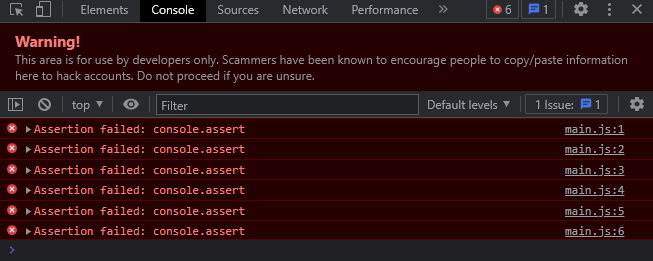 Elements Console Sources Network Performance » 6 1
Warning!
This area is for use by developers only. Scammers have been known to encourage people to copy/paste information
here to hack accounts. Do not proceed if you are unsure.
top ▼ Filter Default levels ▼ 1 Issue: 1
▶Assertion failed: console.assert main.js:1
▶Assertion failed: console.assert main.js:2
▶Assertion failed: console.assert main.js:3
▶Assertion failed: console.assert main.js:4
▶Assertion failed: console.assert main.js:5
▶Assertion failed: console.assert main.js:6
>